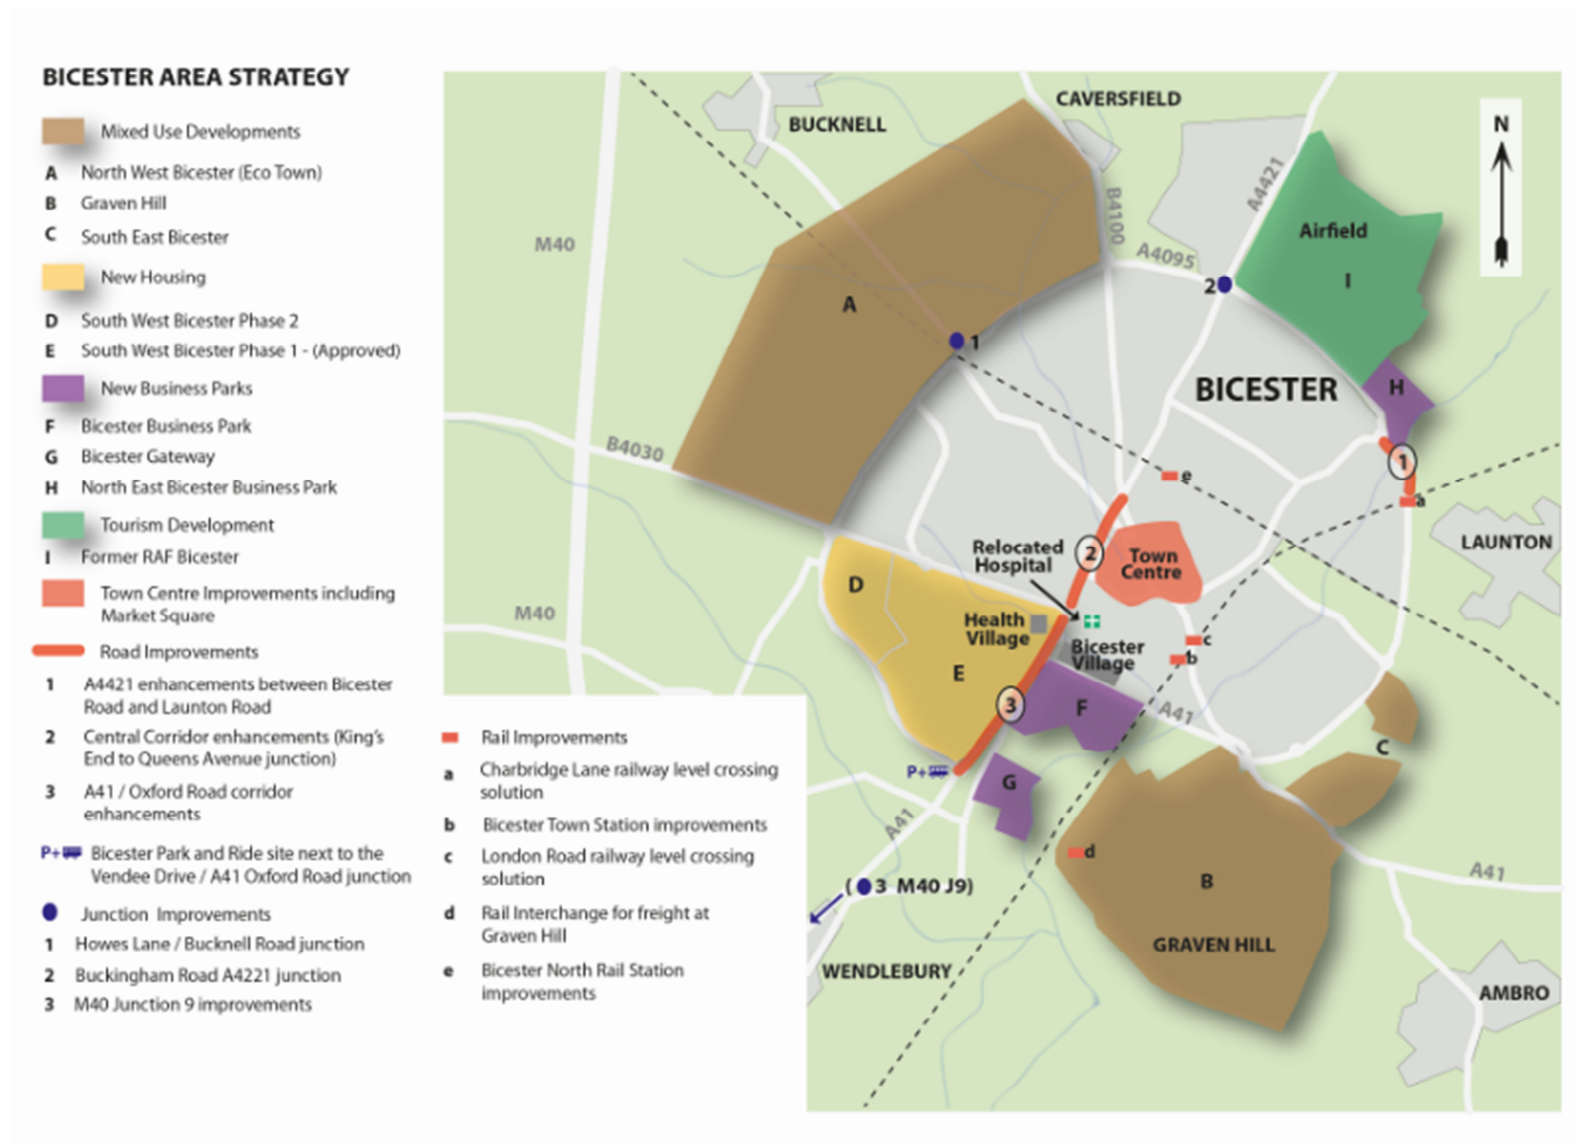 BICESTER AREA STRATEGY
Mixed Use Developments
A North West Bicester (Eco Town)
B Graven Hill
C South East Bicester
New Housing
D South West Bicester Phase 2
E South West Bicester Phase 1 - (Approved)
New Business Parks
F Bicester Business Park
G Bicester Gateway
H North East Bicester Business Park
Tourism Development
I Former RAF Bicester
Town Centre Improvements including
Market Square
Road Improvements
1 A4421 enhancements between Bicester
Road and Launton Road
2 Central Corridor enhancements (King's
End to Queens Avenue junction)
3 A41 / Oxford Road corridor
enhancements
P+ Bicester Park and Ride site next to the
Vendee Drive / A41 Oxford Road junction
Junction Improvements
1 Howes Lane / Bucknell Road junction
2 Buckingham Road A4221 junction
3 M40 Junction 9 improvements
Rail Improvements
a Charbridge Lane railway level crossing
solution
b Bicester Town Station improvements
c London Road railway level crossing
solution
d Rail Interchange for freight at
Graven Hill
e Bicester North Rail Station
improvements
CAVERSFIELD
BUCKNELL
N
A4421
B4100
Airfield
M40
A4095
I
2
A
1
BICESTER
H
B4030
1
e
a
LAUNTON
Relocated
Hospital
2
Town
Centre
D
M40
Health
Village
c
Bicester
Village
b
E
3
F
A41
C
P+
G
A41
d
A41
B
( 3 M40 J9)
GRAVEN HILL
WENDLEBURY
AMBRO